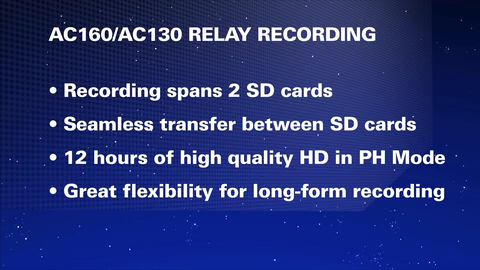 AC160/AC130 RELAY RECORDING
• Recording spans 2 SD cards
• Seamless transfer between SD cards
• 12 hours of high quality HD in PH Mode
• Great flexibility for long-form recording